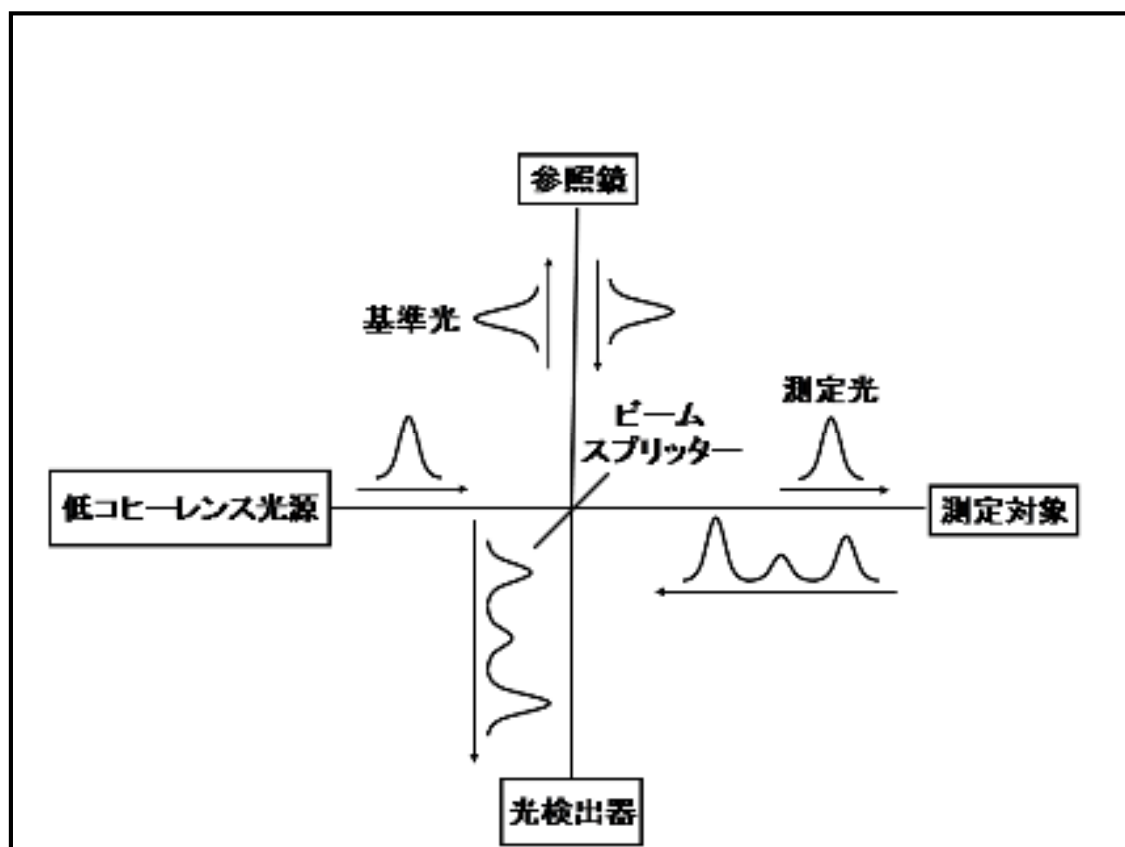 参照鏡
基準光
測定光
ビーム
スプリッター
低コヒーレンス光源
測定対象
光検出器